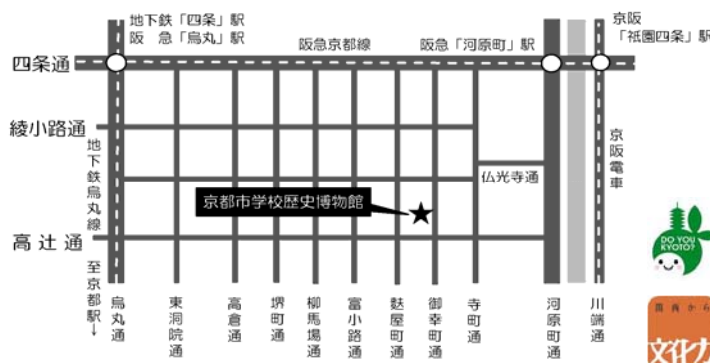 地下鉄「四条」駅
阪 急「烏丸」駅
阪急京都線
阪急「河原町」駅
京阪
「祇園四条」駅
四条通
綾小路通
地下鉄烏丸線
仏光寺通
京阪電車
京都市学校歴史博物館
高辻通
至京都駅→
烏丸通
東洞院通
高倉通
堺町通
柳馬場通
富小路通
麩屋町通
御幸町通
寺町通
河原町通
川端通
DO YOU
KYOTO?
関西から
文化力